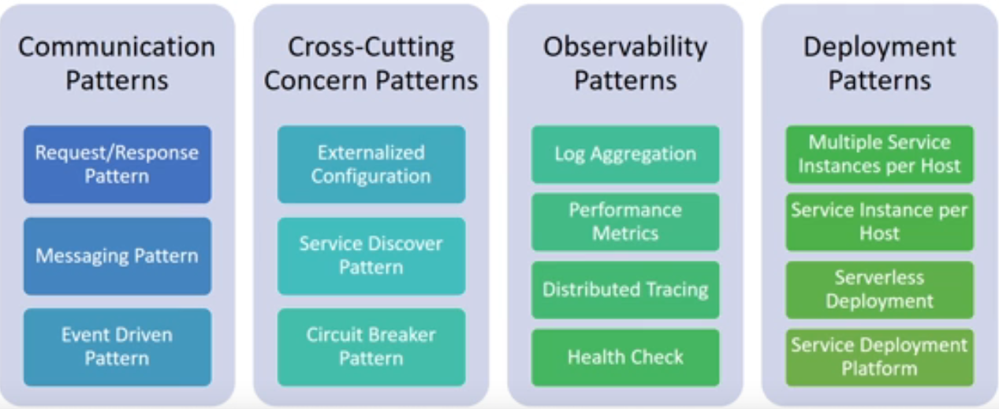 Communication
Patterns
Request/Response
Pattern
Messaging Pattern
Event Driven
Pattern
Cross-Cutting
Concern Patterns
Externalized
Configuration
Service Discover
Pattern
Circuit Breaker
Pattern
Observability
Patterns
Log Aggregation
Performance
Metrics
Distributed Tracing
Health Check
Deployment
Patterns
Multiple Service
Instances per Host
Service Instance per
Host
Serverless
Deployment
Service Deployment
Platform